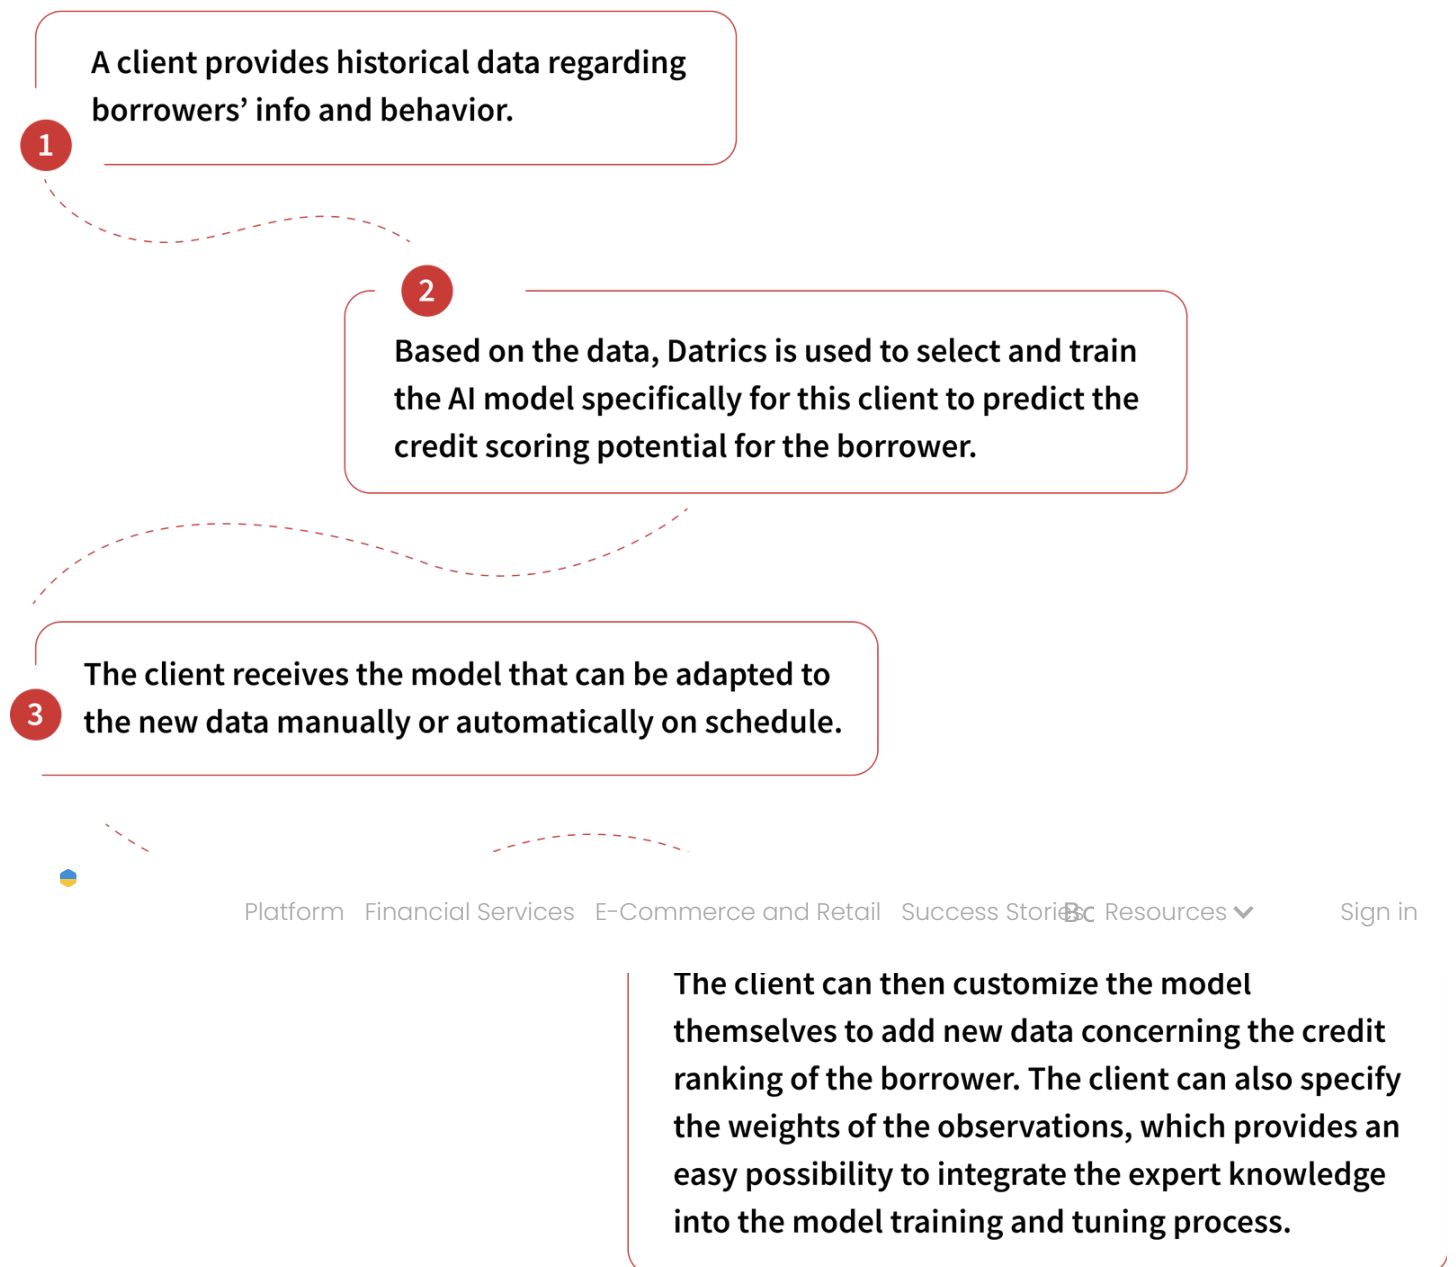 A client provides historical data regarding
borrowers’ info and behavior.
1
2
Based on the data, Datrics is used to select and train
the AI model specifically for this client to predict the
credit scoring potential for the borrower.
The client receives the model that can be adapted to
3
the new data manually or automatically on schedule.
Platform Financial Services E-Commerce and Retail Success Stories Resources Sign in
The client can then customize the model
themselves to add new data concerning the credit
ranking of the borrower. The client can also specify
the weights of the observations, which provides an
easy possibility to integrate the expert knowledge
into the model training and tuning process.